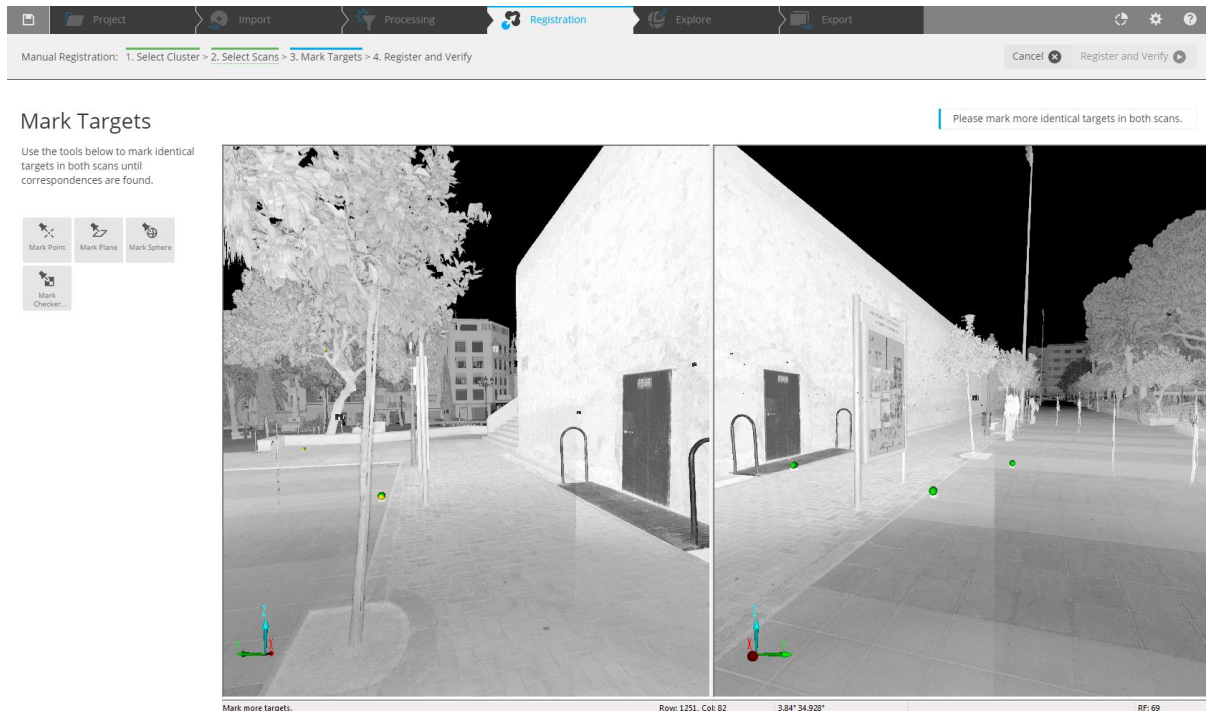 Project
Import
Processing
Registration
Explore
Export
Manual Registration: 1. Select Cluster > 2. Select Scans > 3. Mark Targets > 4. Register and Verify
Cancel
Register and Verify
Mark Targets
Please mark more identical targets in both scans.
Use the tools below to mark identical
targets in both scans until
correspondences are found.
Mark Point
Mark Plane
Mark Sphere
Mark
Checker...
Z
X
Z
X
Mark more targets.
Row: 1251, Col: 82
3.84° 34.928°
RF: 69